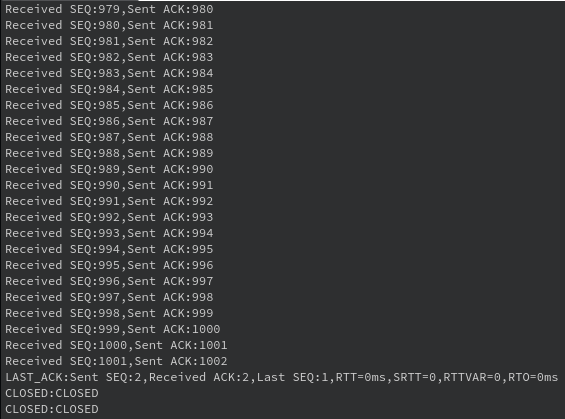 Received SEQ:979,Sent ACK:980
Received SEQ:980,Sent ACK:981
Received SEQ:981,Sent ACK:982
Received SEQ:982,Sent ACK:983
Received SEQ:983,Sent ACK:984
Received SEQ:984,Sent ACK:985
Received SEQ:985,Sent ACK:986
Received SEQ:986,Sent ACK:987
Received SEQ:987,Sent ACK:988
Received SEQ:988,Sent ACK:989
Received SEQ:989,Sent ACK:990
Received SEQ:990,Sent ACK:991
Received SEQ:991,Sent ACK:992
Received SEQ:992,Sent ACK:993
Received SEQ:993,Sent ACK:994
Received SEQ:994,Sent ACK:995
Received SEQ:995,Sent ACK:996
Received SEQ:996,Sent ACK:997
Received SEQ:997,Sent ACK:998
Received SEQ:998,Sent ACK:999
Received SEQ:999,Sent ACK:1000
Received SEQ:1000,Sent ACK:1001
Received SEQ:1001,Sent ACK:1002
LAST_ACK:Sent SEQ:2,Received ACK:2,Last SEQ:1,RTT=0ms,SRTT=0,RTTVAR=0,RTO=0ms
CLOSED:CLOSED
CLOSED:CLOSED